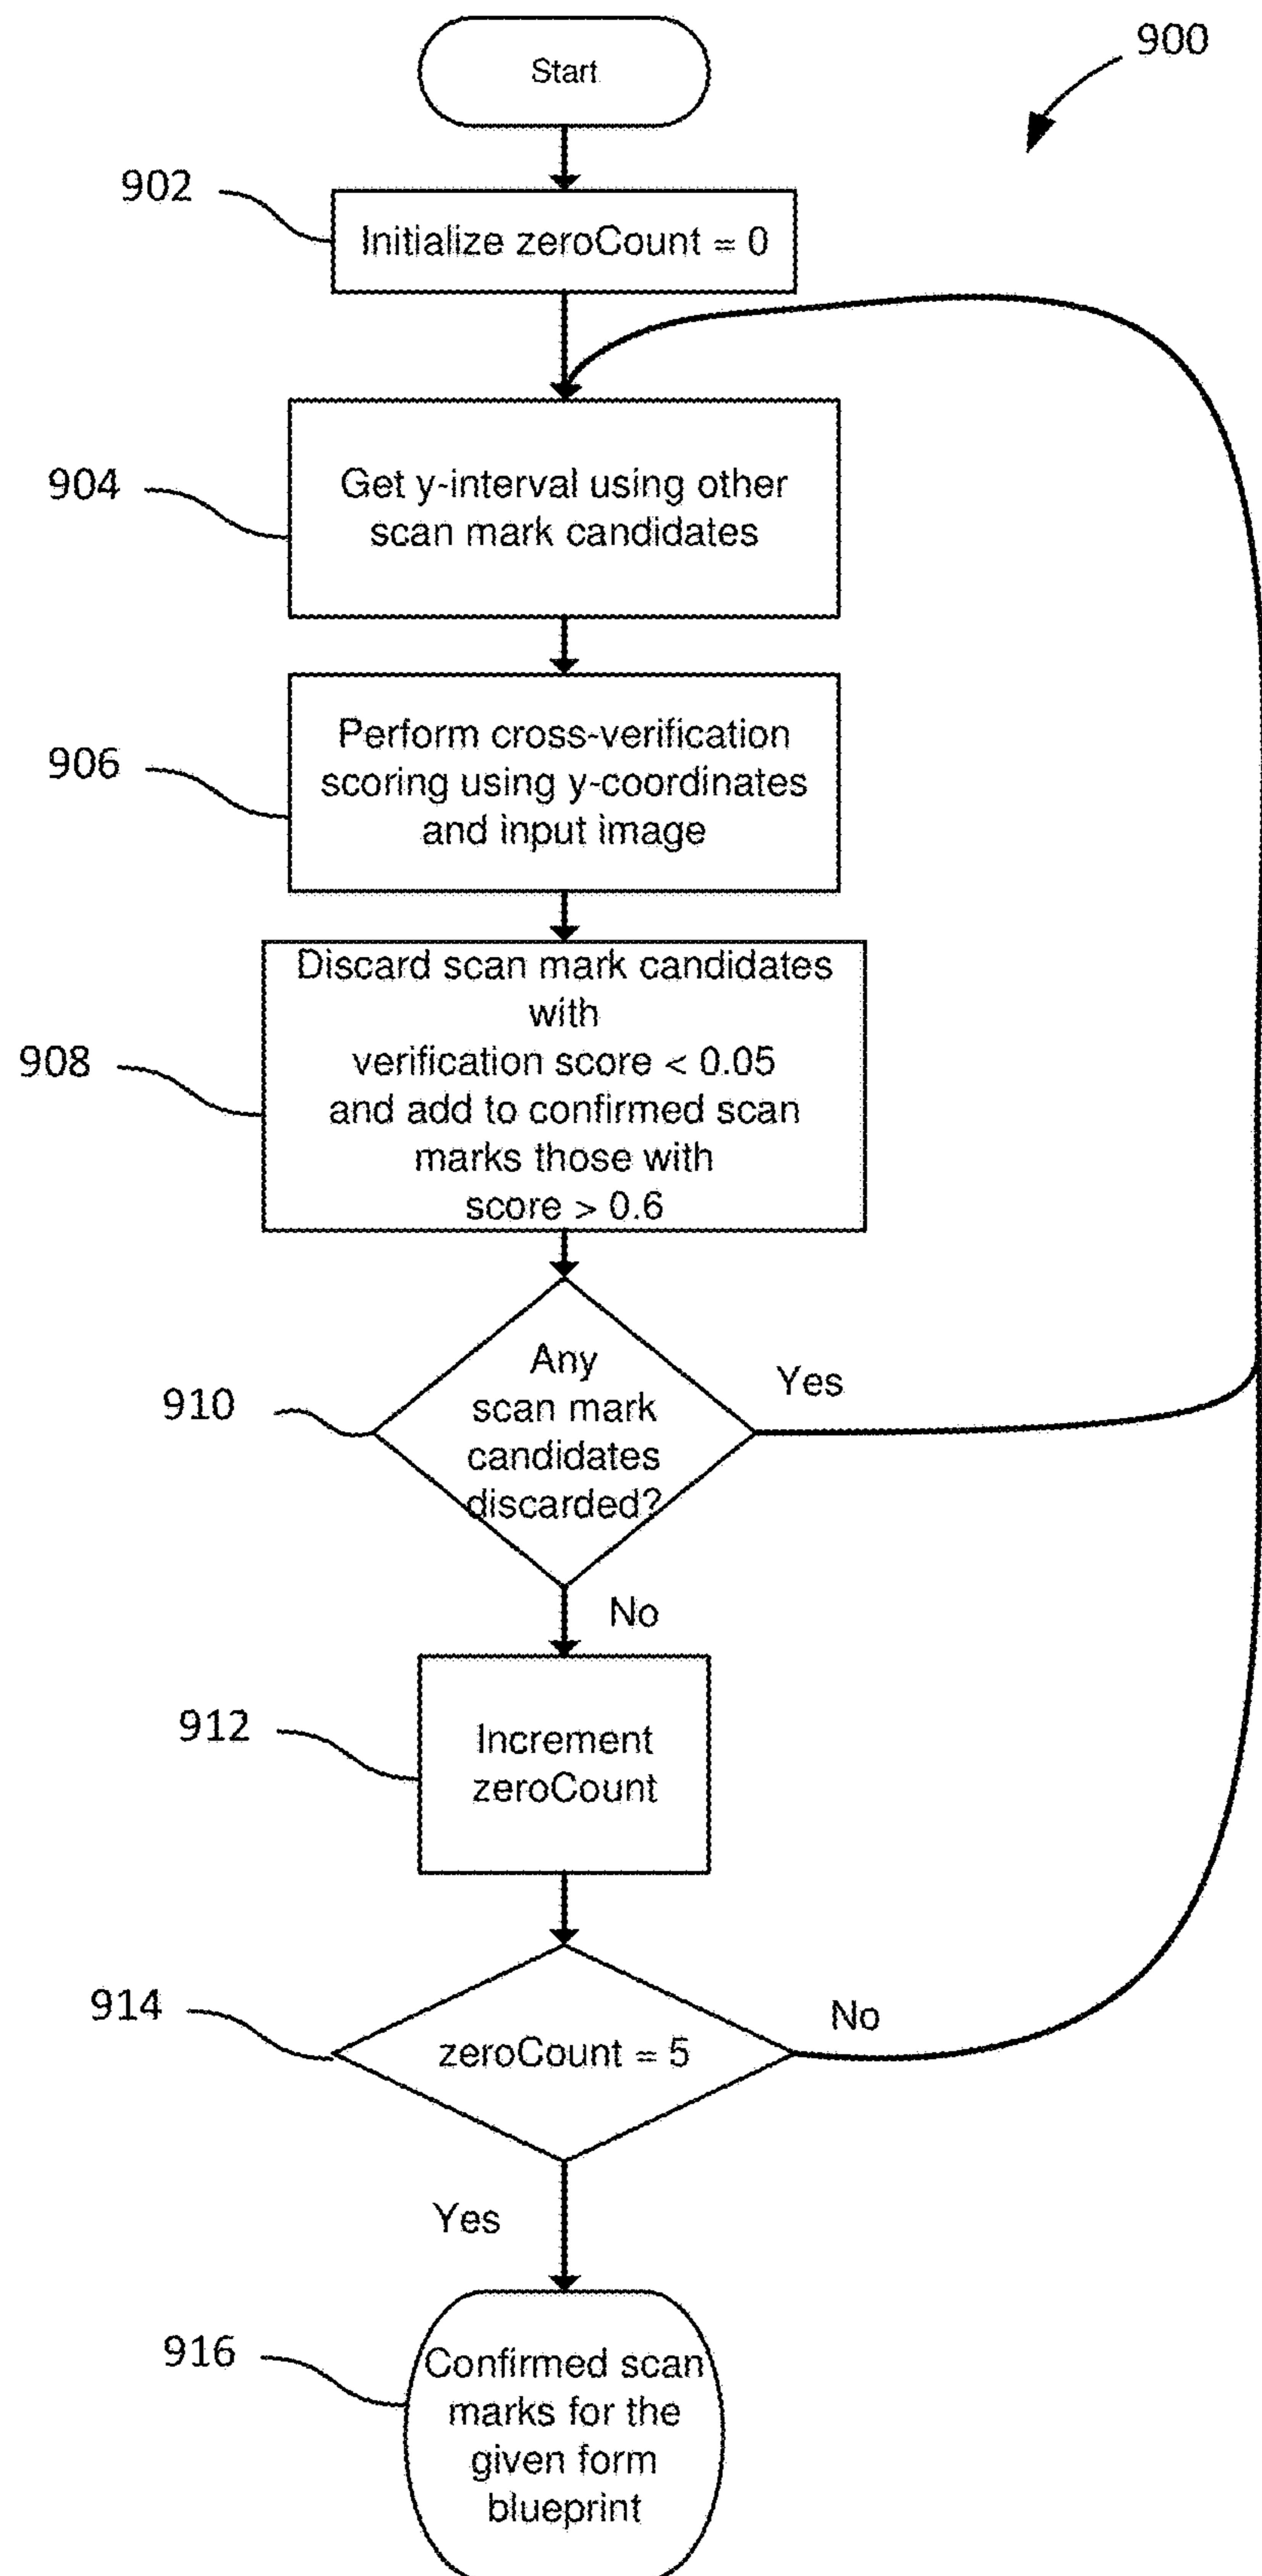 Start
900
902
Initialize zeroCount = 0
904
Get y-interval using other
scan mark candidates
906
Perform cross-verification
scoring using y-coordinates
and input image
908
Discard scan mark candidates
with
verification score < 0.05
and add to confirmed scan
marks those with
score > 0.6
910
Any
scan mark
candidates
discarded?
Yes
No
912
Increment
zeroCount
914
zeroCount = 5
No
Yes
916
Confirmed scan
marks for the
given form
blueprint